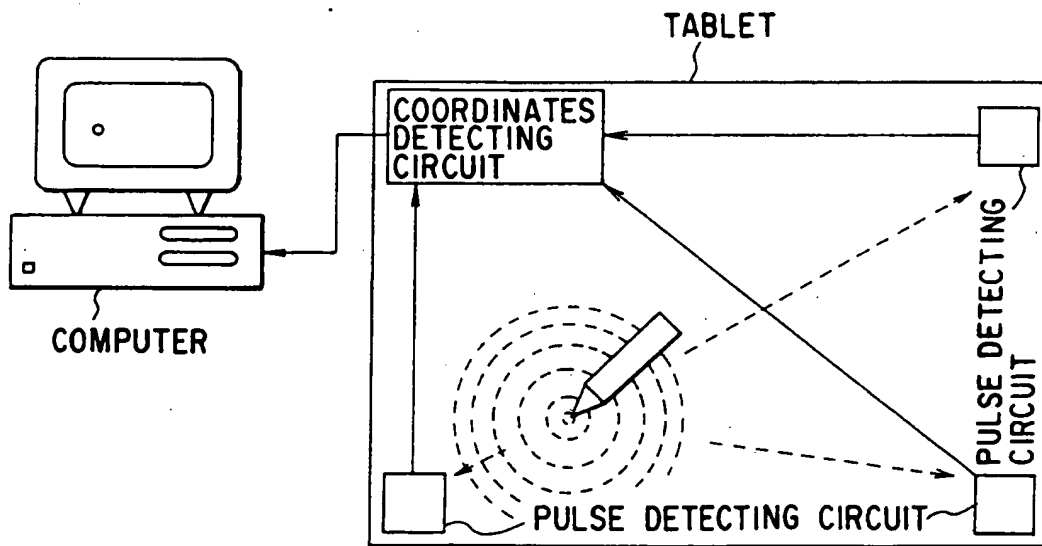 TABLET
COORDINATES
DETECTING
CIRCUIT
COMPUTER
PULSE DETECTING
CIRCUIT
PULSE DETECTING CIRCUIT